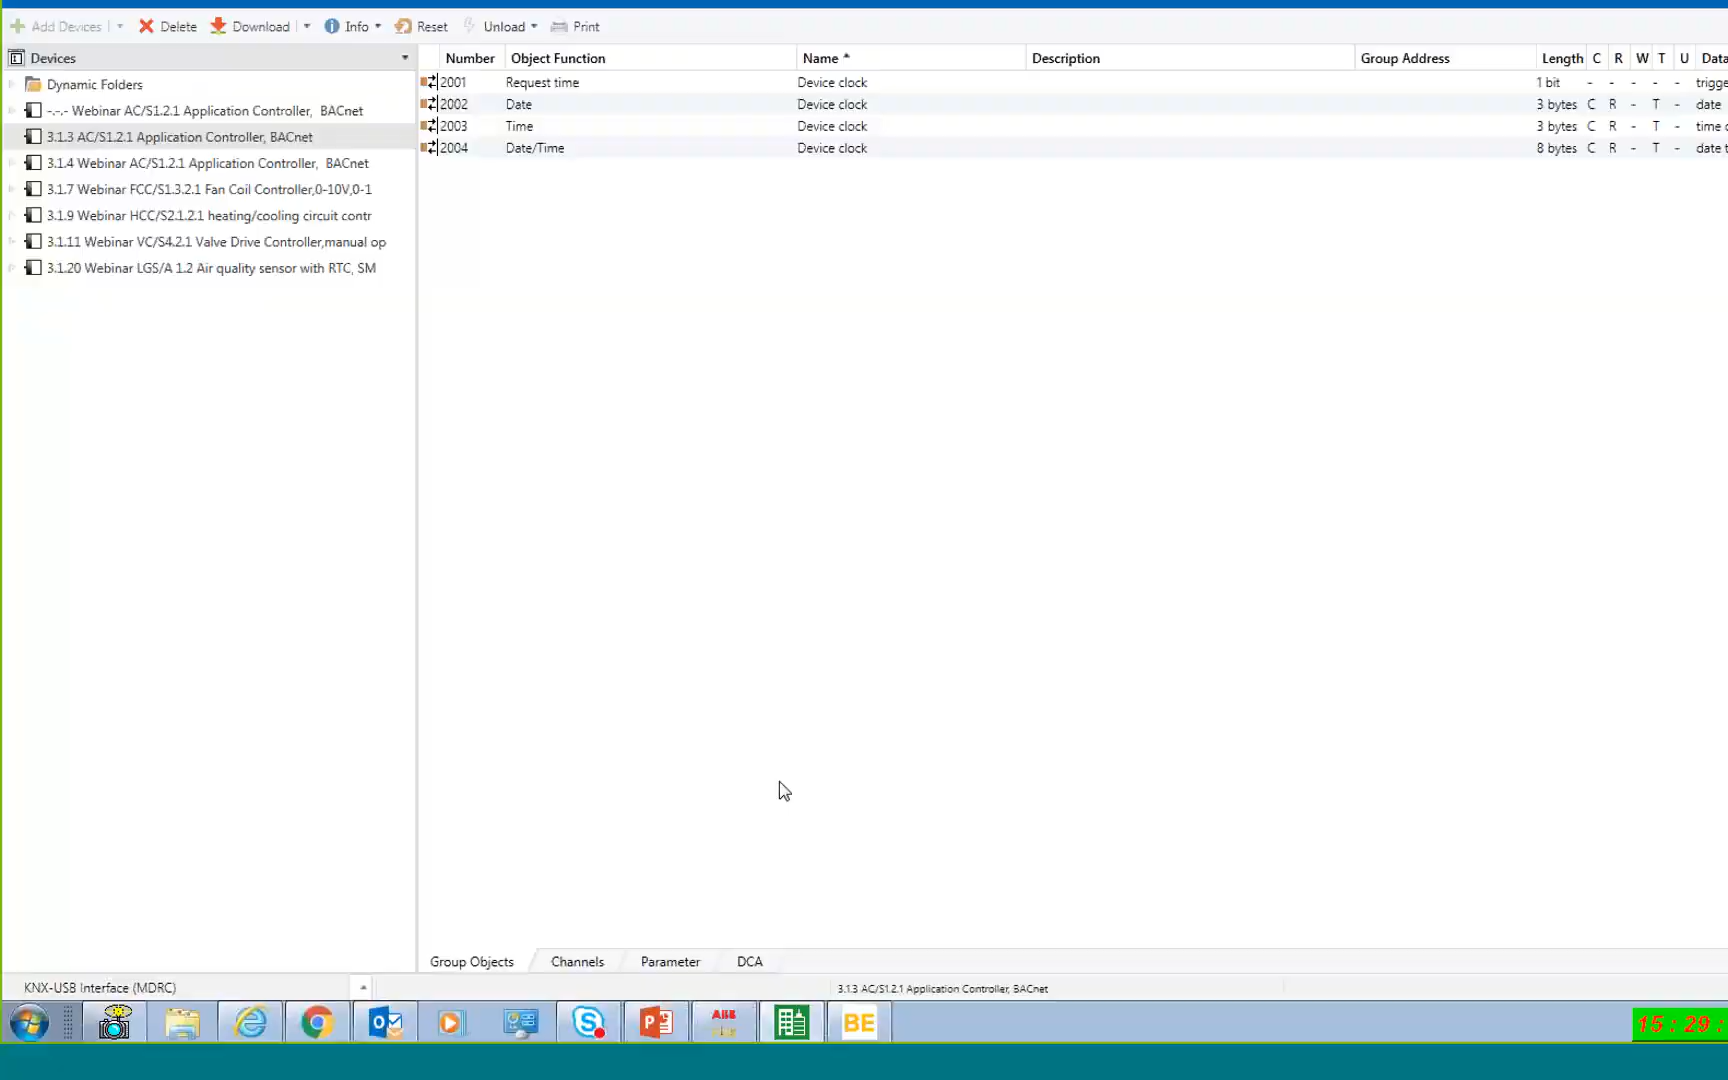 Add Devices Delete Download Info Reset Unload Print
Devices
Dynamic Folders
-.-.- Webinar AC/S1.2.1 Application Controller, BACnet
3.1.3 AC/S1.2.1 Application Controller, BACnet
3.1.4 Webinar AC/S1.2.1 Application Controller, BACnet
3.1.7 Webinar FCC/S1.3.2.1 Fan Coil Controller,0-10V,0-1
3.1.9 Webinar HCC/S2.1.2.1 heating/cooling circuit contr
3.1.11 Webinar VC/S4.2.1 Valve Drive Controller,manual op
3.1.20 Webinar LGS/A 1.2 Air quality sensor with RTC, SM
Number Object Function Name Description Group Address Length C R W T U Data
2001 Request time Device clock 1 bit - - - - - trigge
2002 Date Device clock 3 bytes C R - T - date
2003 Time Device clock 3 bytes C R - T - time o
2004 Date/Time Device clock 8 bytes C R - T - date t
Group Objects Channels Parameter DCA
KNX-USB Interface (MDRC) 3.1.3 AC/S1.2.1 Application Controller, BACnet
ABB
BE
15:29: